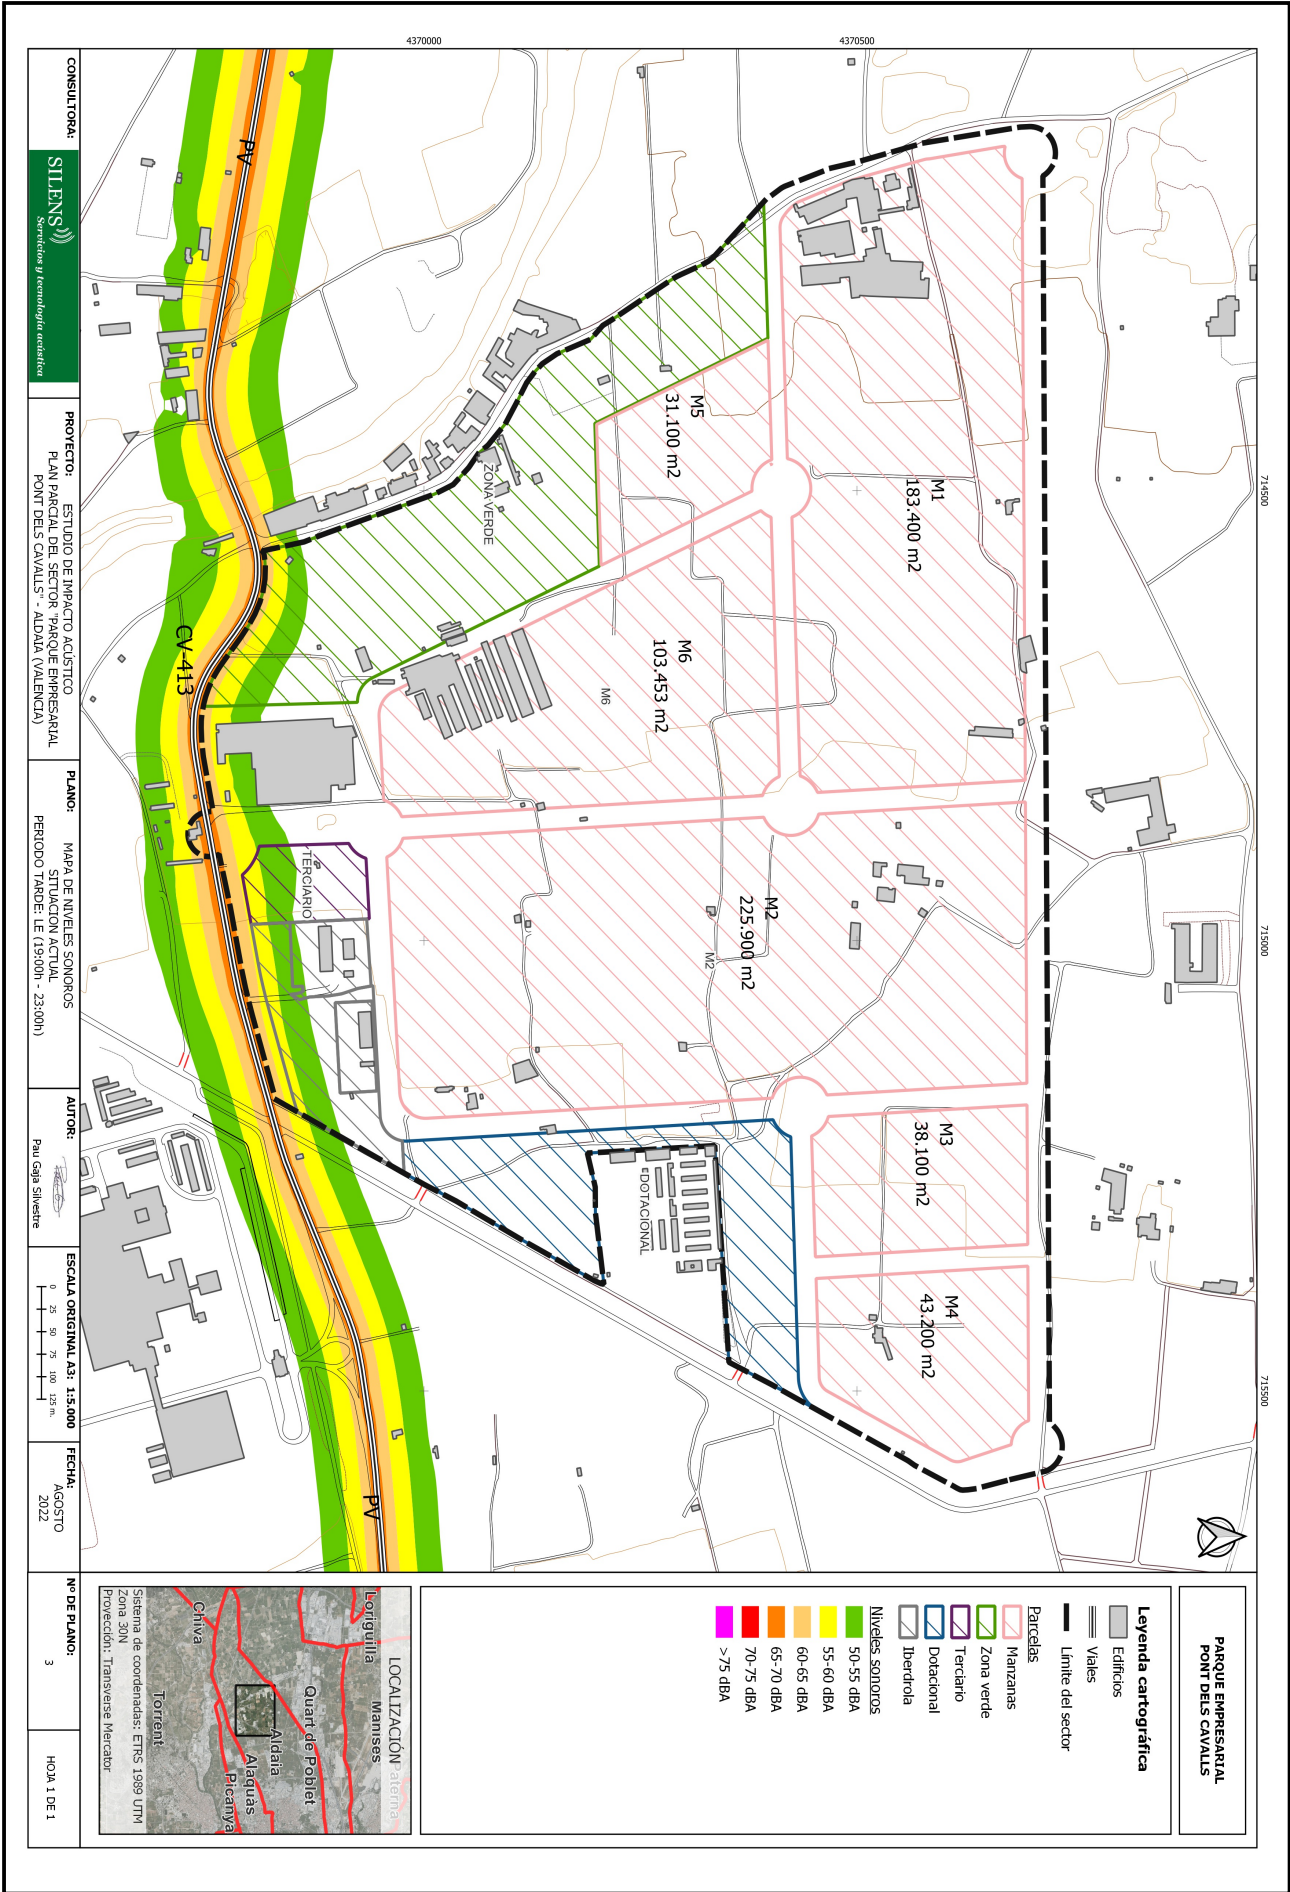 PARQUE EMPRESARIAL
PONT DELS CAVALLS
Leyenda cartográfica
Edificios
Viales
Límite del sector
Parcelas
Manzanas
Zona verde
Terciario
Dotacional
Iberdrola
Niveles sonoros
50-55 dBA
55-60 dBA
60-65 dBA
65-70 dBA
70-75 dBA
>75 dBA
LOCALIZACIÓN
Paterna
Manises
Loriguilla
Quart de Poblet
Aldaia
Alaquàs
Picanya
Chiva
Torrent
Sistema de coordenadas: ETRS 1989 UTM
Zona 30N
Proyección: Transverse Mercator
714500
715000
715500
4370500
4370000
M1
183.400 m2
M2
225.900 m2
M2
M3
38.100 m2
M4
43.200 m2
M5
31.100 m2
M6
103.453 m2
M6
ZONA VERDE
TERCIARIO
DOTACIONAL
PV
CV-413
PV
CONSULTORA:
SILENS
Servicios y tecnología acústica
PROYECTO:
ESTUDIO DE IMPACTO ACÚSTICO
PLAN PARCIAL DEL SECTOR "PARQUE EMPRESARIAL
PONT DELS CAVALLS" - ALDAIA (VALENCIA)
PLANO:
MAPA DE NIVELES SONOROS
SITUACIÓN ACTUAL
PERIODO TARDE: LE (19:00h - 23:00h)
AUTOR:
Pau Gaja Silvestre
ESCALA ORIGINAL A3: 1:5.000
0 25 50 75 100 125 m.
FECHA:
AGOSTO
2022
Nº DE PLANO:
3
HOJA 1 DE 1